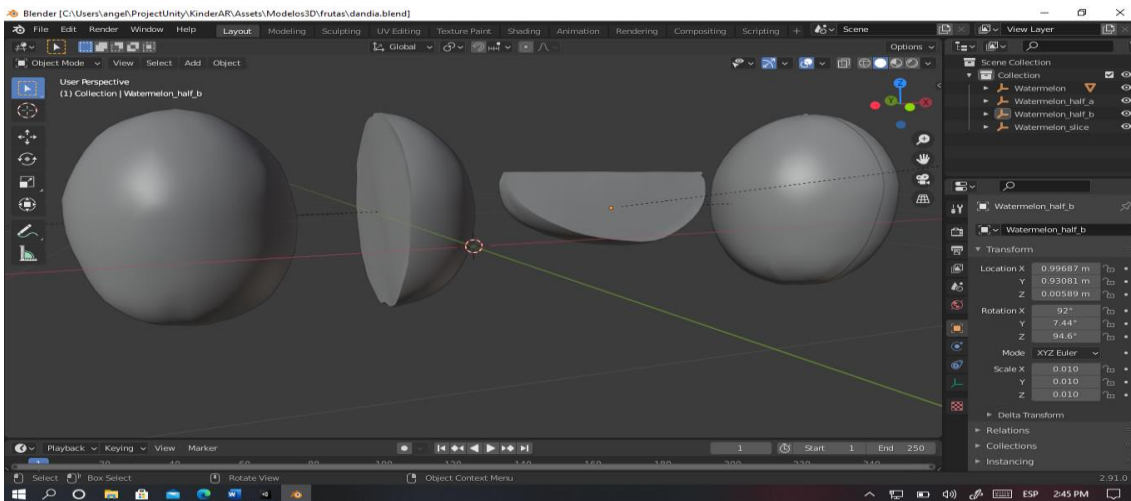 Blender [C:\Users\angel\ProjectUnity\KinderAR\Assets\Modelos3D\frutas\dandia.blend]
File Edit Render Window Help Layout Modeling Sculpting UV Editing Texture Paint Shading Animation Rendering Compositing Scripting + Scene View Layer
Global Options
Object Mode View Select Add Object
User Perspective
(1) Collection | Watermelon_half_b
Z
Y
X
Scene Collection
Collection
Watermelon
Watermelon_half_a
Watermelon_half_b
Watermelon_slice
Watermelon_half_b
Watermelon_half_b
Transform
Location X 0.99687 m
Y 0.93081 m
Z 0.00589 m
Rotation X 92°
Y 7.44°
Z 94.6°
Mode XYZ Euler
Scale X 0.010
Y 0.010
Z 0.010
Delta Transform
Relations
Collections
Instancing
Playback Keying View Marker 1 Start 1 End 250
Select Box Select Rotate View Object Context Menu 2.91.0
ESP 2:45 PM